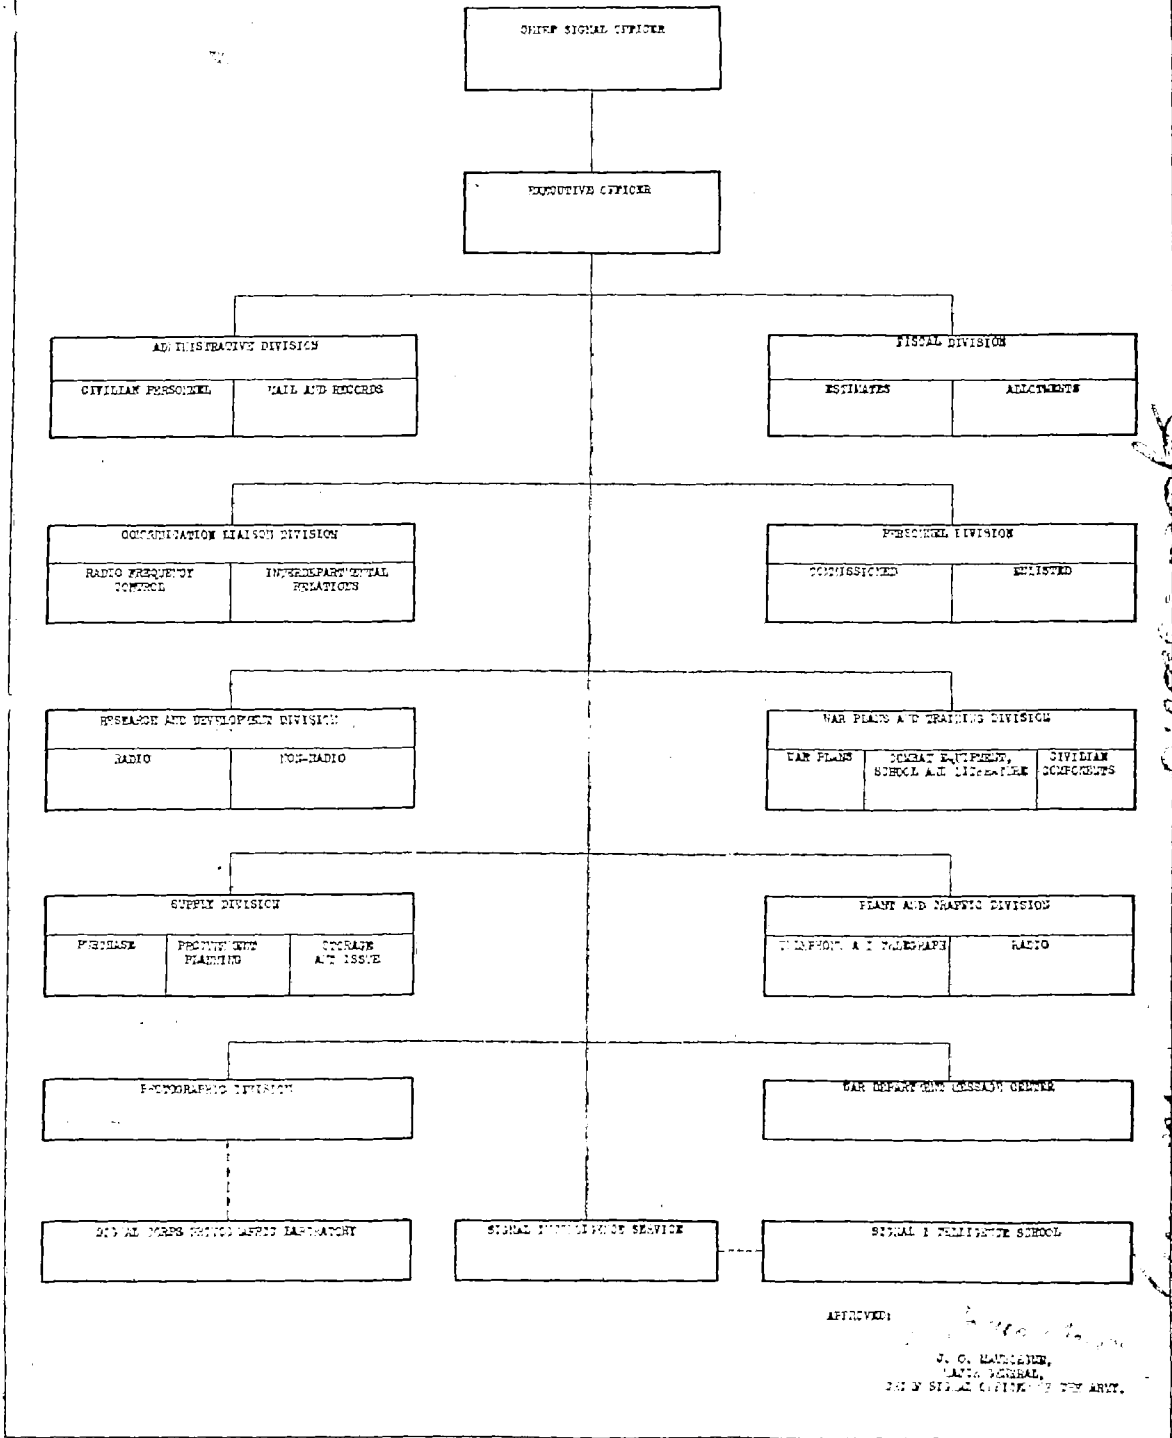 CHIEF SIGNAL OFFICER
EXECUTIVE OFFICER
ADMINISTRATIVE DIVISION
CIVILIAN PERSONNEL
MAIL AND RECORDS
FISCAL DIVISION
ESTIMATES
ALLOTMENTS
COMMUNICATION LIAISON DIVISION
RADIO FREQUENCY
CONTROL
INTERDEPARTMENTAL
RELATIONS
PERSONNEL DIVISION
COMMISSIONED
ENLISTED
RESEARCH AND DEVELOPMENT DIVISION
RADIO
NON-RADIO
WAR PLANS AND TRAINING DIVISION
WAR PLANS
COMBAT EQUIPMENT,
SCHOOL AND LITERATURE
CIVILIAN
COMPONENTS
SUPPLY DIVISION
PURCHASE
PROCUREMENT
PLANNING
STORAGE
AND ISSUE
PLANT AND TRAFFIC DIVISION
TELEPHONE AND TELEGRAPH
RADIO
PHOTOGRAPHIC DIVISION
WAR DEPARTMENT MESSAGE CENTER
SIGNAL CORPS PHOTOGRAPHIC LABORATORY
SIGNAL INTELLIGENCE SERVICE
SIGNAL INTELLIGENCE SCHOOL
APPROVED:
J. O. MAUBORGNE,
MAJOR GENERAL,
CHIEF SIGNAL OFFICER OF THE ARMY.